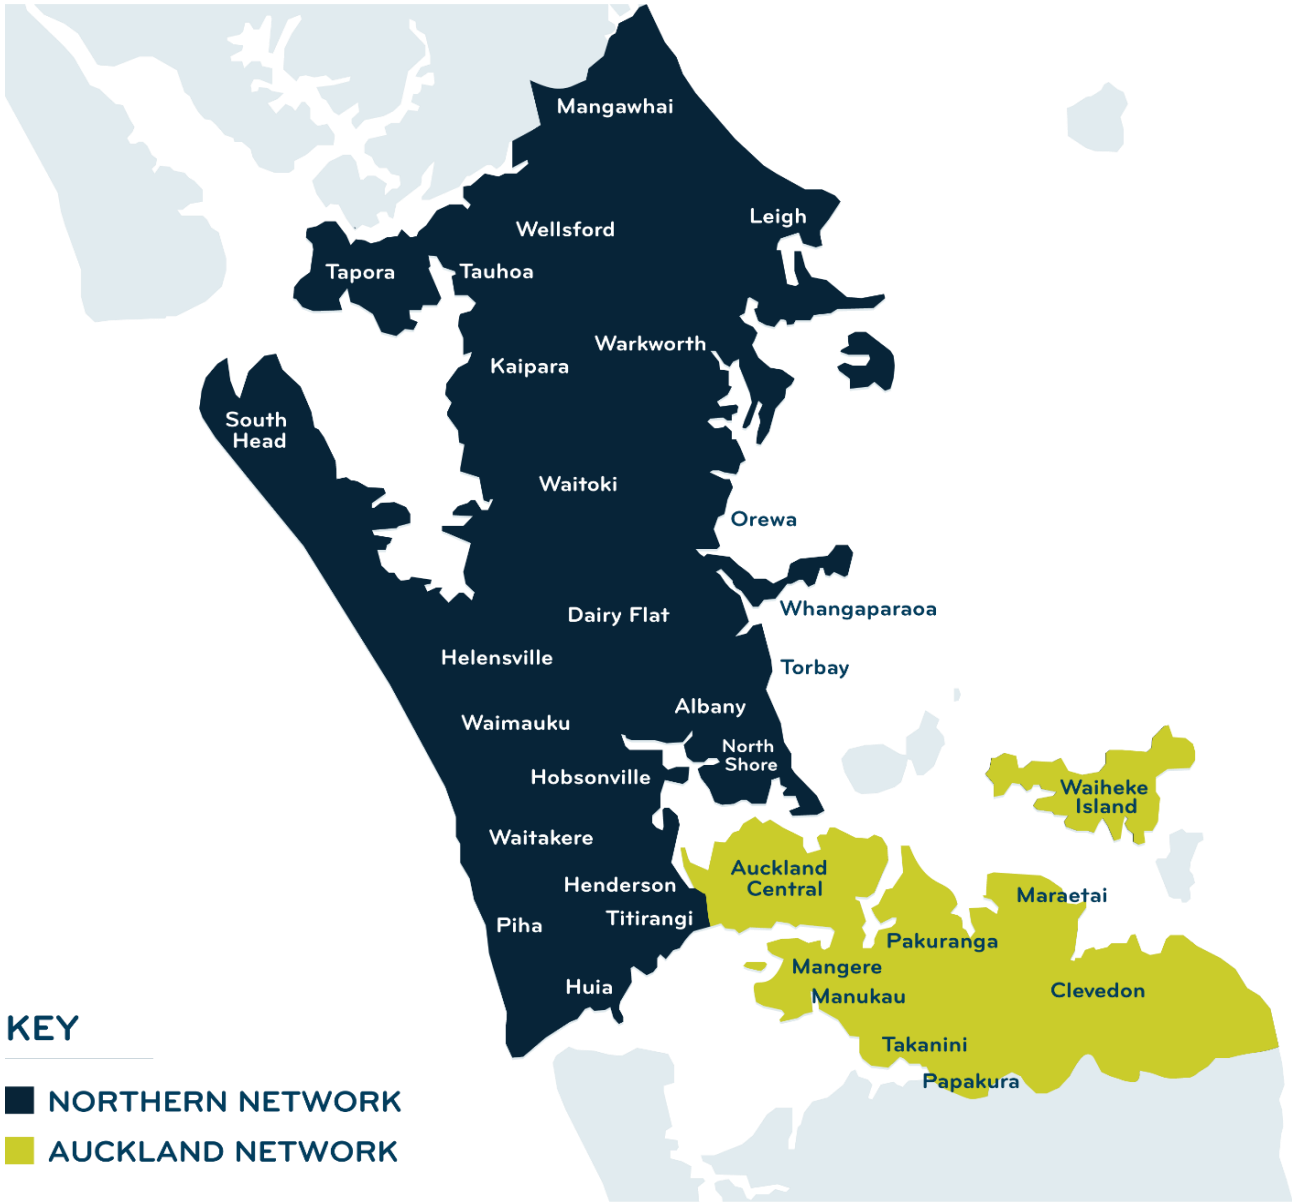 Mangawhai
Leigh
Wellsford
Tapora
Tauhoa
Warkworth
Kaipara
South
Head
Waitoki
Orewa
Whangaparaoa
Dairy Flat
Helensville
Torbay
Albany
Waimauku
North
Shore
Hobsonville
Waiheke
Island
Waitakere
Auckland
Central
Henderson
Maraetai
Titirangi
Piha
Pakuranga
Mangere
Huia
Clevedon
Manukau
Takanini
Papakura
KEY
NORTHERN NETWORK
AUCKLAND NETWORK